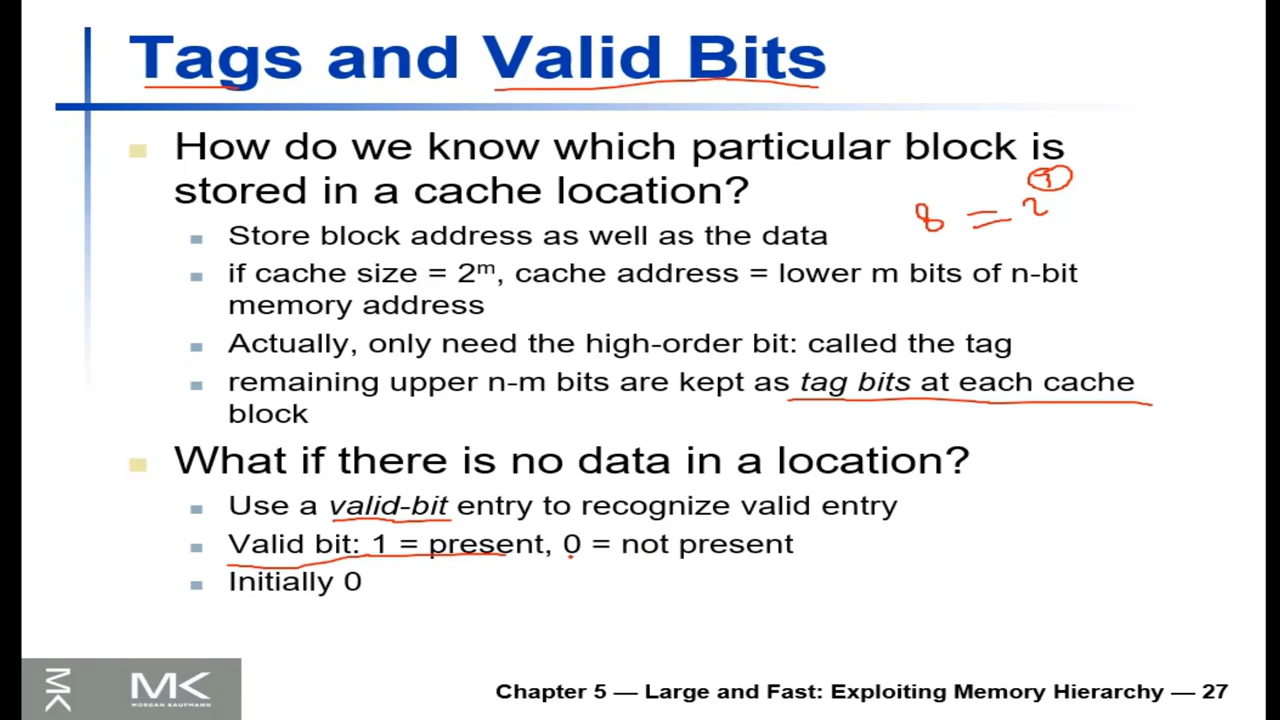 Tags and Valid Bits
How do we know which particular block is
stored in a cache location?
8 = 2
Store block address as well as the data
if cache size = 2ᵐ, cache address = lower m bits of n-bit
memory address
Actually, only need the high-order bit: called the tag
remaining upper n-m bits are kept as tag bits at each cache
block
What if there is no data in a location?
Use a valid-bit entry to recognize valid entry
Valid bit: 1 = present, 0 = not present
Initially 0
MK
MK
MORGAN KAUFMANN
Chapter 5 — Large and Fast: Exploiting Memory Hierarchy — 27